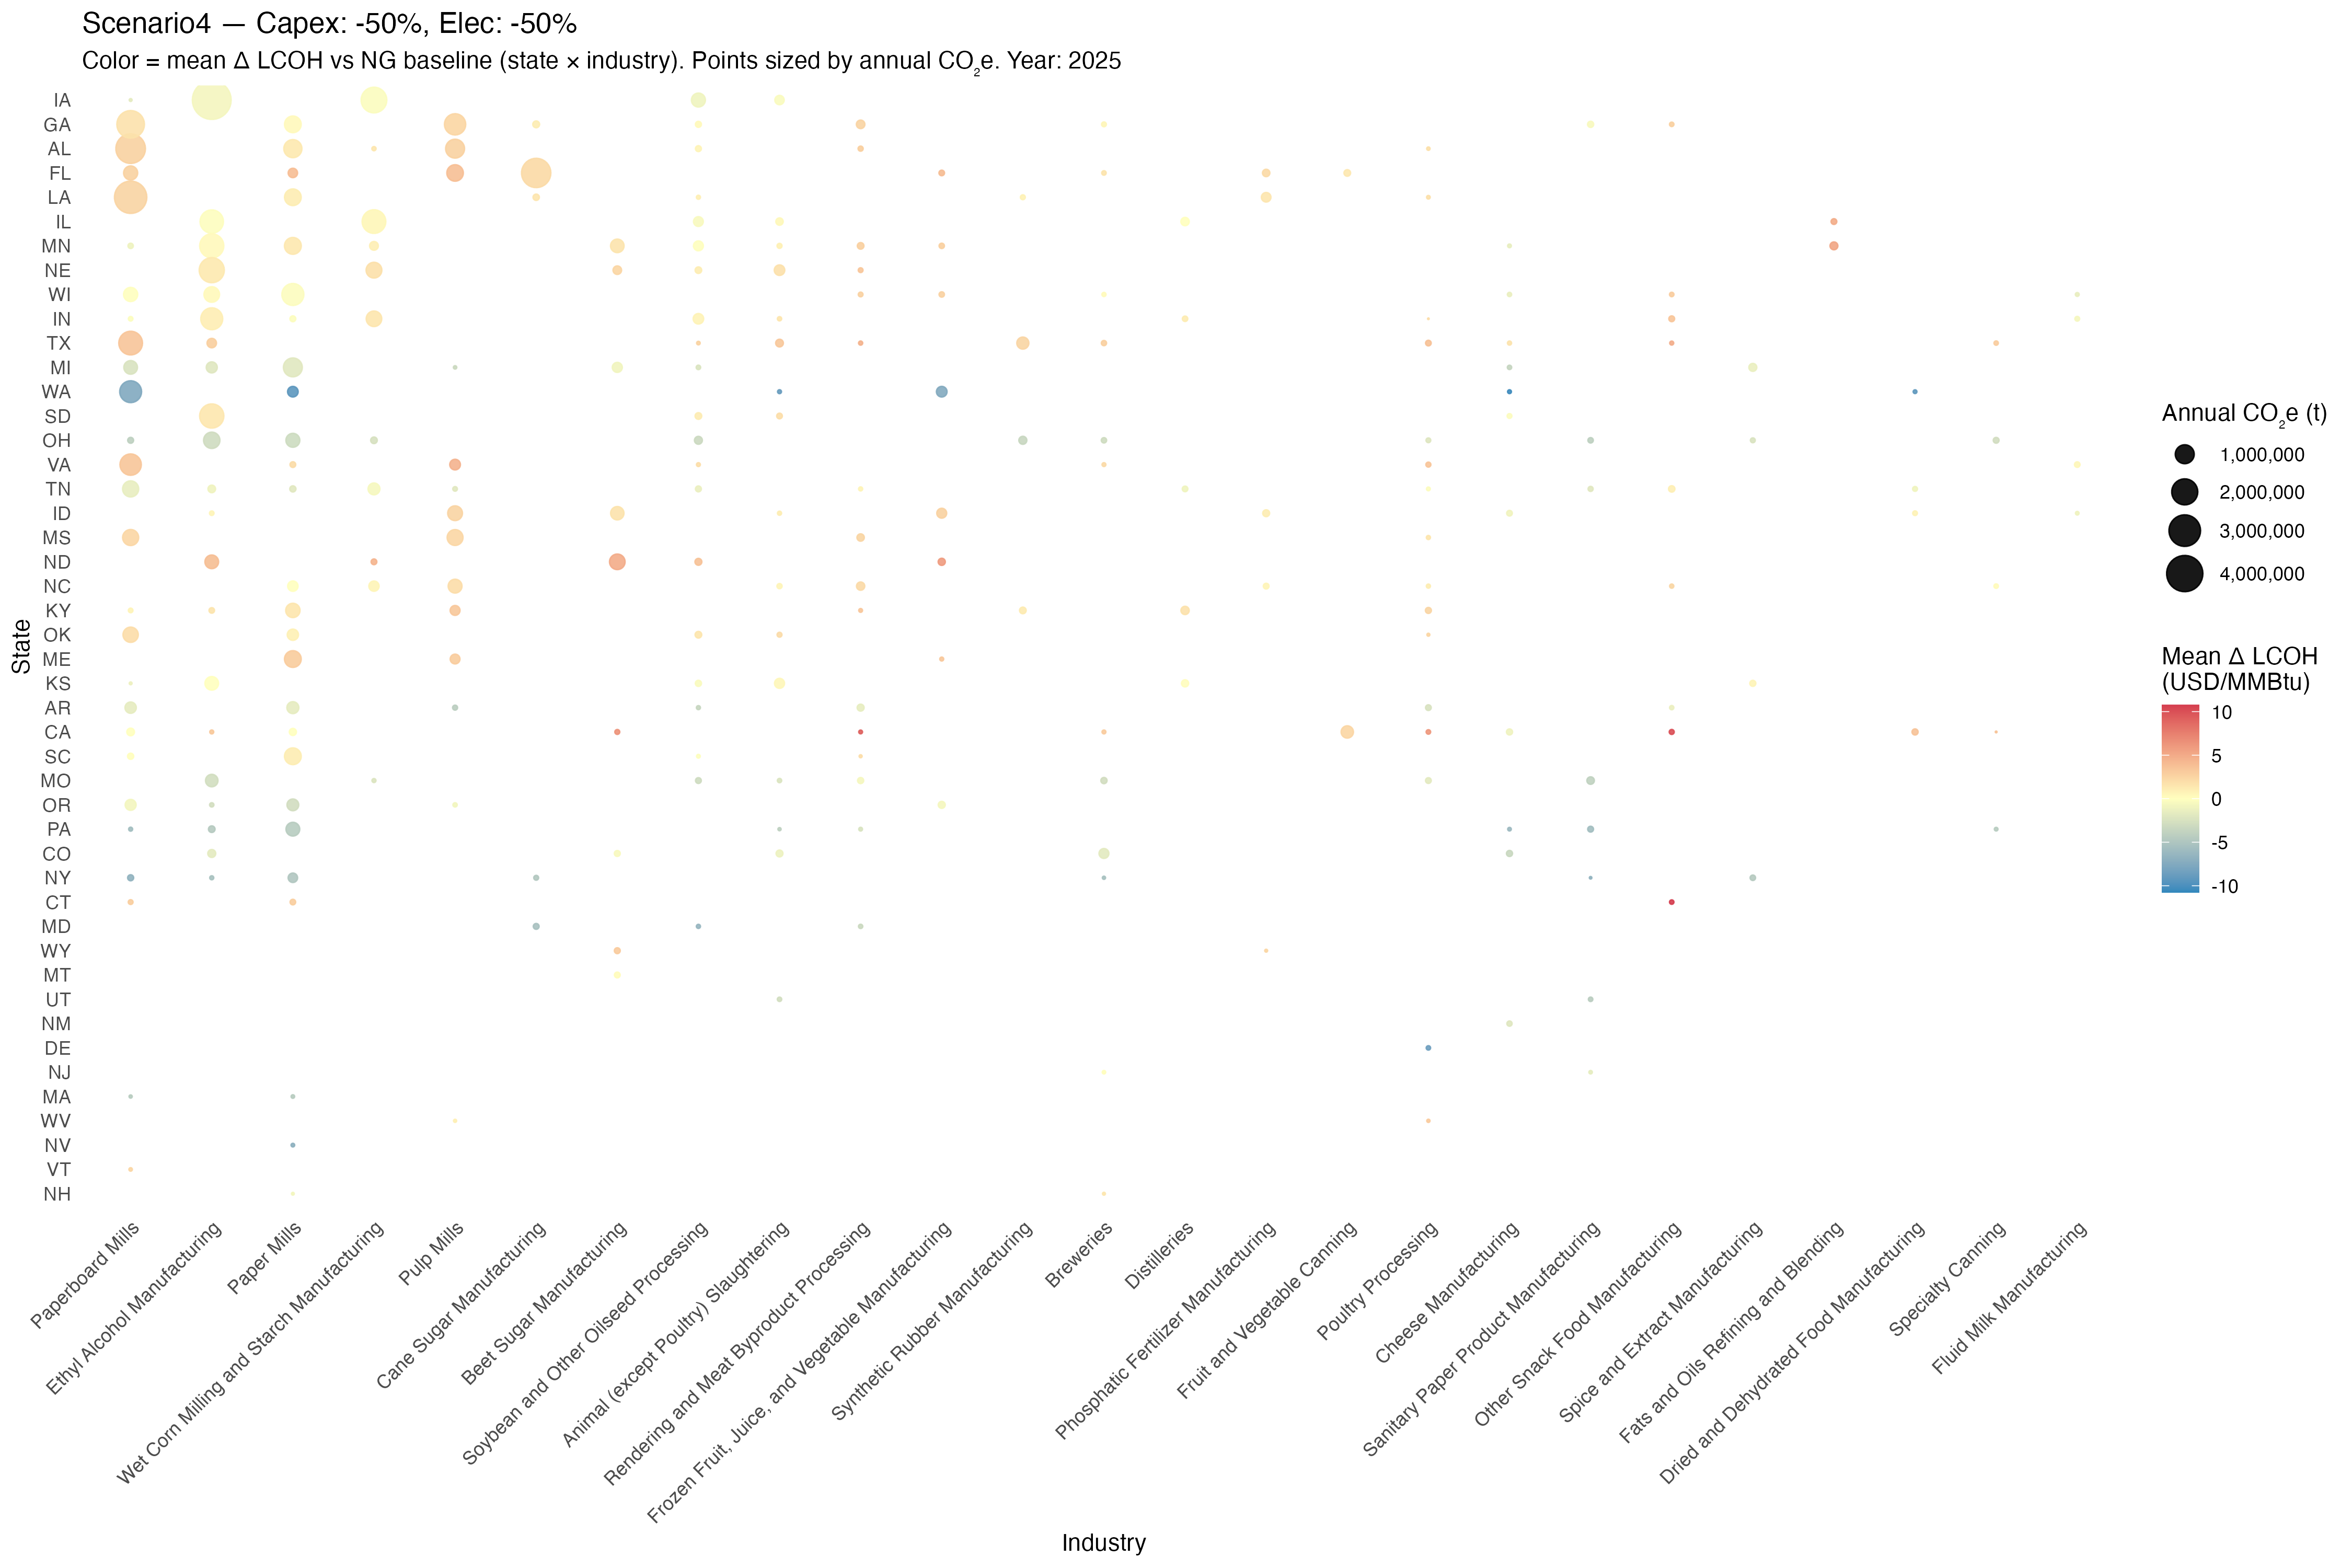 Scenario4 — Capex: -50%, Elec: -50%
Color = mean Δ LCOH vs NG baseline (state × industry). Points sized by annual CO₂e. Year: 2025
State
IA
GA
AL
FL
LA
IL
MN
NE
WI
IN
TX
MI
WA
SD
OH
VA
TN
ID
MS
ND
NC
KY
OK
ME
KS
AR
CA
SC
MO
OR
PA
CO
NY
CT
MD
WY
MT
UT
NM
DE
NJ
MA
WV
NV
VT
NH
Paperboard Mills
Ethyl Alcohol Manufacturing
Paper Mills
Wet Corn Milling and Starch Manufacturing
Pulp Mills
Cane Sugar Manufacturing
Beet Sugar Manufacturing
Soybean and Other Oilseed Processing
Animal (except Poultry) Slaughtering
Rendering and Meat Byproduct Processing
Frozen Fruit, Juice, and Vegetable Manufacturing
Synthetic Rubber Manufacturing
Breweries
Distilleries
Phosphatic Fertilizer Manufacturing
Fruit and Vegetable Canning
Poultry Processing
Cheese Manufacturing
Sanitary Paper Product Manufacturing
Other Snack Food Manufacturing
Spice and Extract Manufacturing
Fats and Oils Refining and Blending
Dried and Dehydrated Food Manufacturing
Specialty Canning
Fluid Milk Manufacturing
Industry
Annual CO₂e (t)
1,000,000
2,000,000
3,000,000
4,000,000
Mean Δ LCOH
(USD/MMBtu)
10
5
0
-5
-10